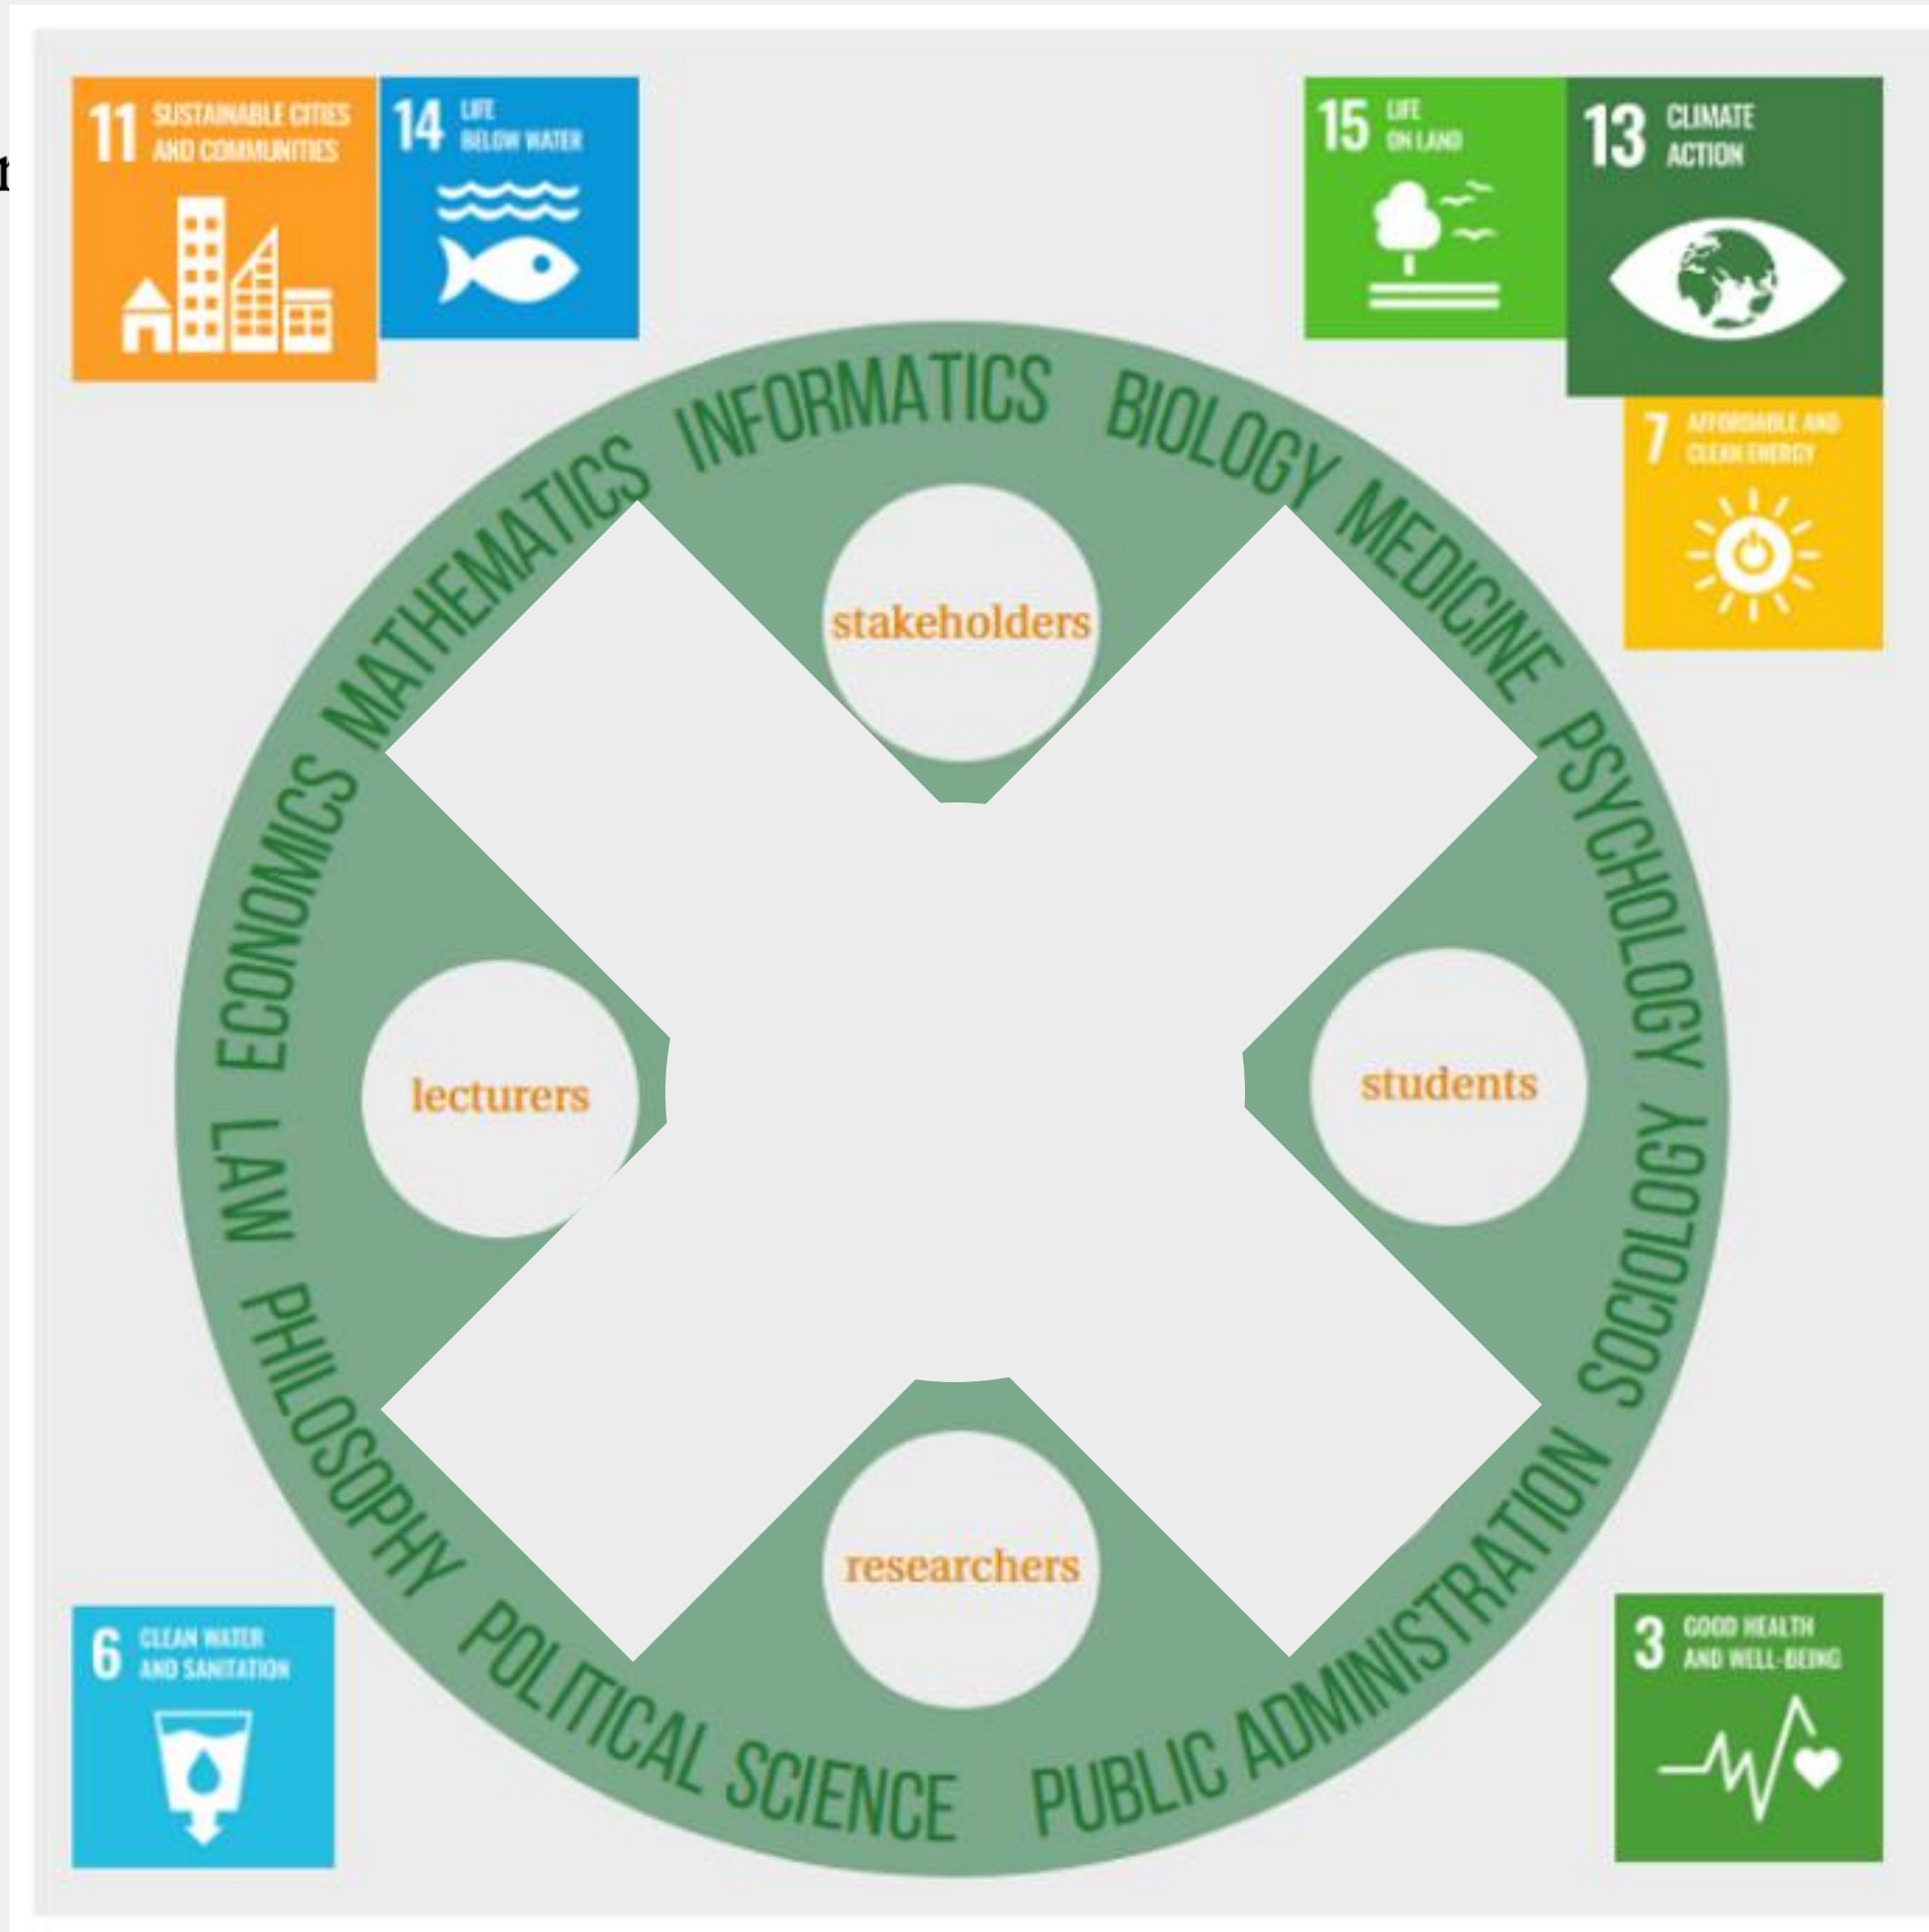 11 SUSTAINABLE CITIES
AND COMMUNITIES
14 LIFE
BELOW WATER
15 LIFE
ON LAND
13 CLIMATE
ACTION
7 AFFORDABLE AND
CLEAN ENERGY
INFORMATICS
BIOLOGY
MEDICINE
PSYCHOLOGY
SOCIOLOGY
PUBLIC ADMINISTRATION
POLITICAL SCIENCE
PHILOSOPHY
LAW
ECONOMICS
MATHEMATICS
stakeholders
lecturers
students
researchers
6 CLEAN WATER
AND SANITATION
3 GOOD HEALTH
AND WELL-BEING